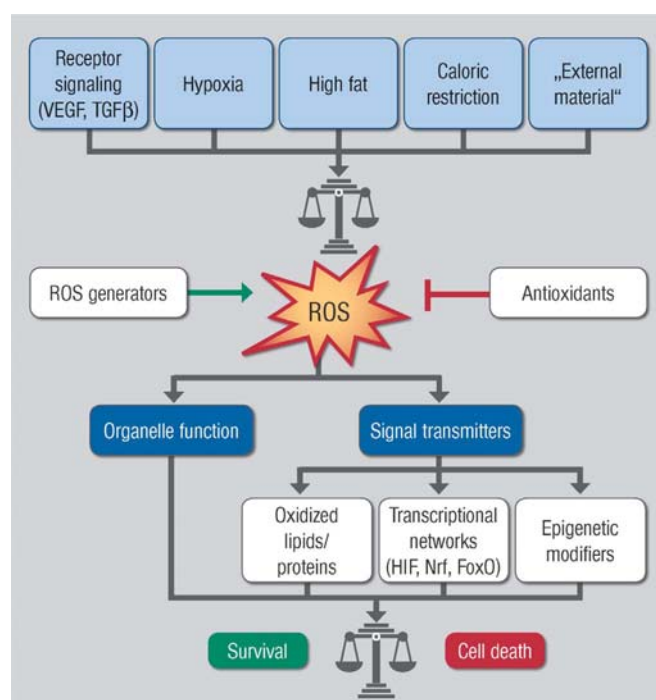 Receptor
signaling
(VEGF, TGFβ)
Hypoxia
High fat
Caloric
restriction
„External
material“
ROS generators
ROS
Antioxidants
Organelle function
Signal transmitters
Oxidized
lipids/
proteins
Transcriptional
networks
(HIF, Nrf, FoxO)
Epigenetic
modifiers
Survival
Cell death